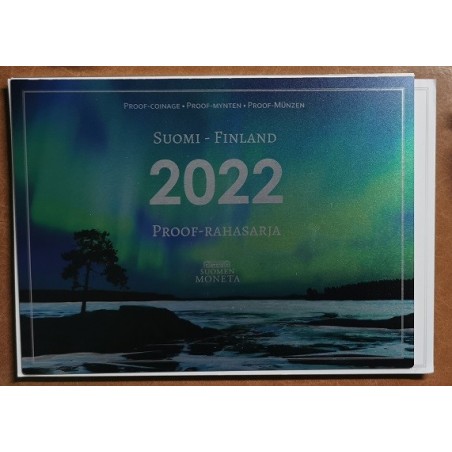 Proof-coinage • Proof-mynten • Proof-Münzen
Suomi - Finland
2022
Proof-rahasarja
SUOMEN
MONETA